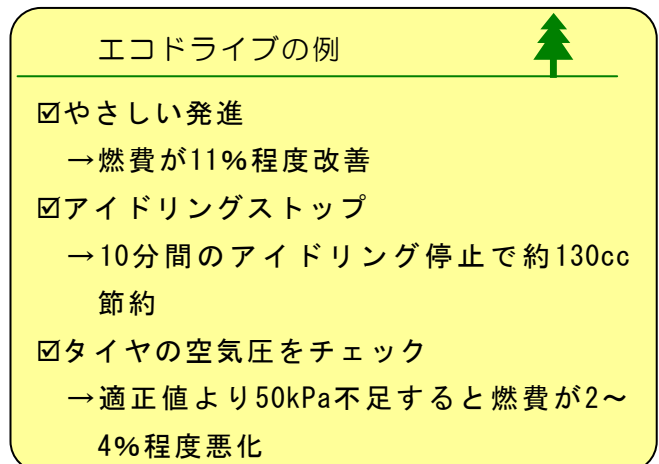 エコドライブの例
☑やさしい発進
→燃費が11%程度改善
☑アイドリングストップ
→10分間のアイドリング停止で約130cc
節約
☑タイヤの空気圧をチェック
→適正値より50kPa不足すると燃費が2～
4%程度悪化